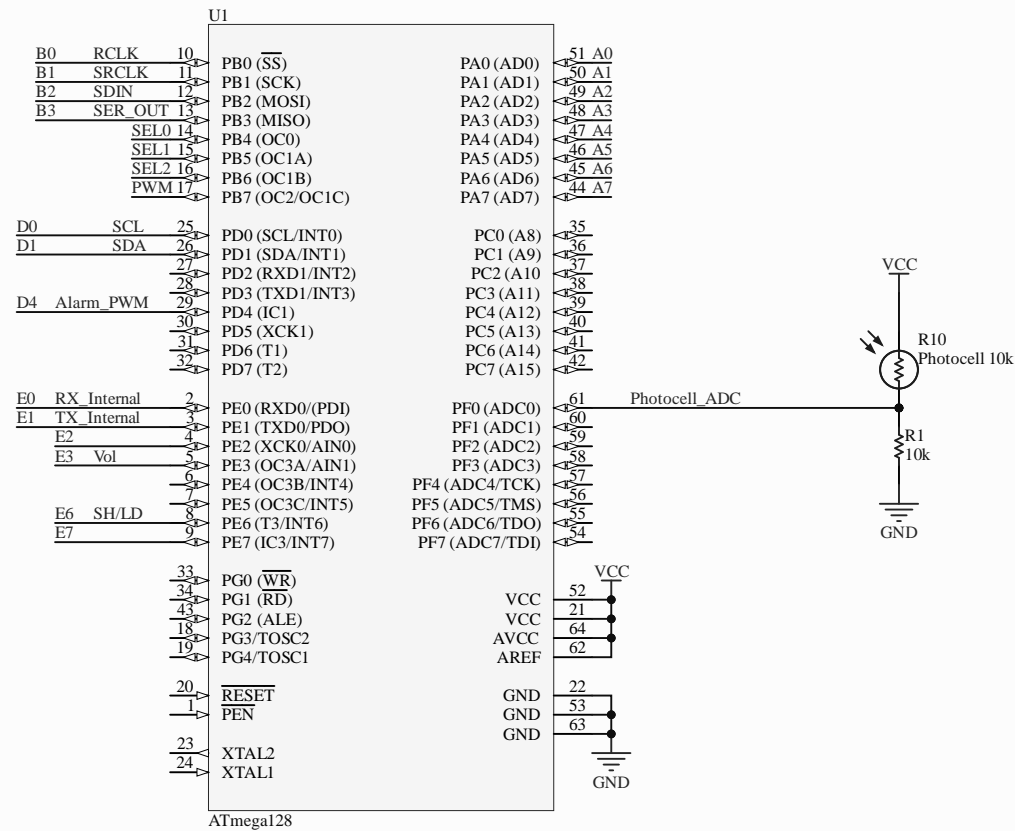 U1
B0 RCLK 10 PB0 (SS)
B1 SRCLK 11 PB1 (SCK)
B2 SDIN 12 PB2 (MOSI)
B3 SER_OUT 13 PB3 (MISO)
SEL0 14 PB4 (OC0)
SEL1 15 PB5 (OC1A)
SEL2 16 PB6 (OC1B)
PWM 17 PB7 (OC2/OC1C)
D0 SCL 25 PD0 (SCL/INT0)
D1 SDA 26 PD1 (SDA/INT1)
27 PD2 (RXD1/INT2)
28 PD3 (TXD1/INT3)
D4 Alarm_PWM 29 PD4 (IC1)
30 PD5 (XCK1)
31 PD6 (T1)
32 PD7 (T2)
E0 RX_Internal 2 PE0 (RXD0/(PDI)
E1 TX_Internal 3 PE1 (TXD0/PDO)
E2 4 PE2 (XCK0/AIN0)
E3 Vol 5 PE3 (OC3A/AIN1)
6 PE4 (OC3B/INT4)
7 PE5 (OC3C/INT5)
E6 SH/LD 8 PE6 (T3/INT6)
E7 9 PE7 (IC3/INT7)
33 PG0 (WR)
34 PG1 (RD)
43 PG2 (ALE)
18 PG3/TOSC2
19 PG4/TOSC1
20 RESET
1 PEN
23 XTAL2
24 XTAL1
PA0 (AD0) 51 A0
PA1 (AD1) 50 A1
PA2 (AD2) 49 A2
PA3 (AD3) 48 A3
PA4 (AD4) 47 A4
PA5 (AD5) 46 A5
PA6 (AD6) 45 A6
PA7 (AD7) 44 A7
PC0 (A8) 35
PC1 (A9) 36
PC2 (A10 37
PC3 (A11) 38
PC4 (A12) 39
PC5 (A13) 40
PC6 (A14) 41
PC7 (A15) 42
PF0 (ADC0) 61 Photocell_ADC
PF1 (ADC1) 60
PF2 (ADC2) 59
PF3 (ADC3) 58
PF4 (ADC4/TCK) 57
PF5 (ADC5/TMS) 56
PF6 (ADC6/TDO) 55
PF7 (ADC7/TDI) 54
VCC
VCC 52
VCC 21
AVCC 64
AREF 62
GND 22
GND 53
GND 63
GND
ATmega128
VCC
R10
Photocell 10k
R1
10k
GND